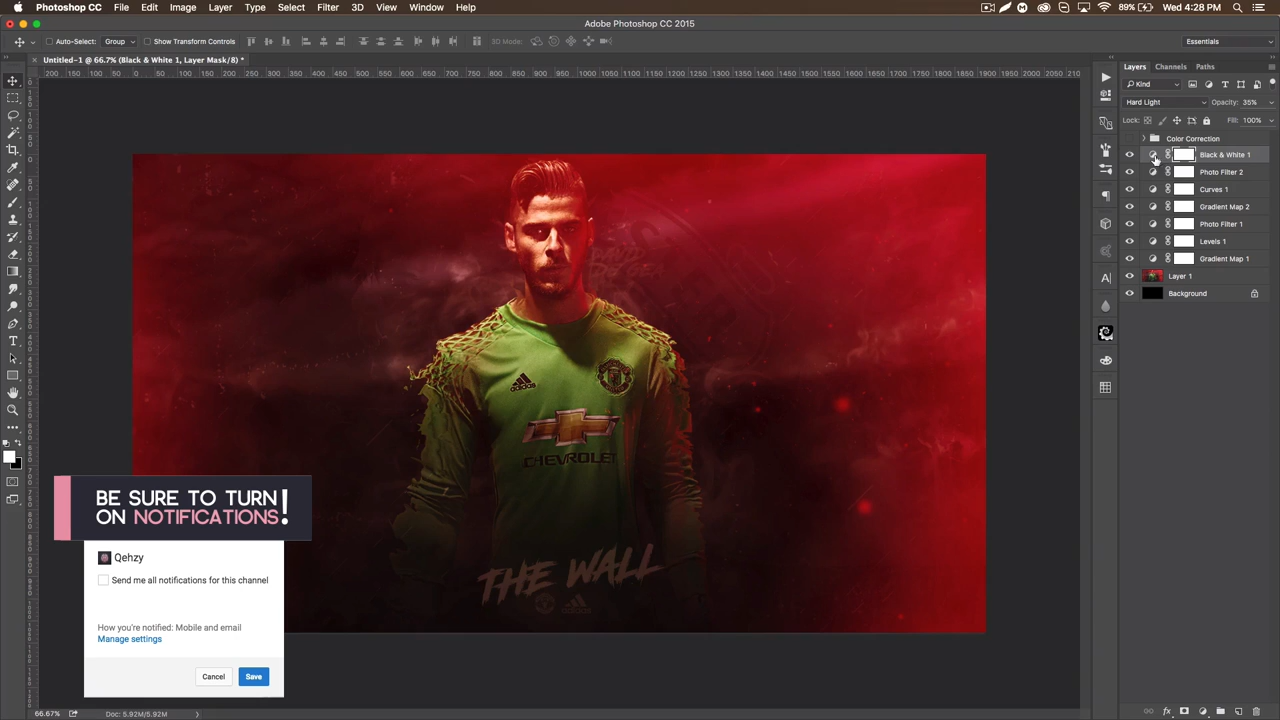 Photoshop CC File Edit Image Layer Type Select Filter 3D View Window Help
89% Wed 4:28 PM
Adobe Photoshop CC 2015
Auto-Select: Group Show Transform Controls 3D Mode: Essentials
Untitled-1 @ 66.7% (Black & White 1, Layer Mask/8) *
Layers Channels Paths
Kind
Hard Light Opacity: 35%
Lock: Fill: 100%
Color Correction
Black & White 1
Photo Filter 2
Curves 1
Gradient Map 2
Photo Filter 1
Levels 1
Gradient Map 1
Layer 1
Background
CHEVROLET
THE WALL
adidas
BE SURE TO TURN
ON NOTIFICATIONS!
Qehzy
Send me all notifications for this channel
How you're notified: Mobile and email
Manage settings
Cancel Save
66.67% Doc: 5.92M/5.92M